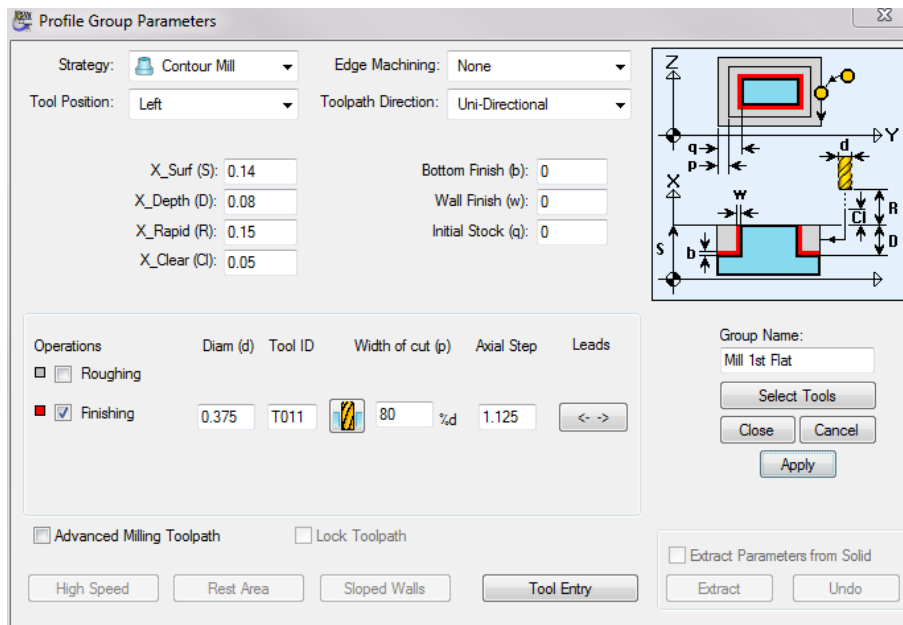 Profile Group Parameters
Strategy: Contour Mill Edge Machining: None
Tool Position: Left Toolpath Direction: Uni-Directional
X_Surf (S): 0.14 Bottom Finish (b): 0
X_Depth (D): 0.08 Wall Finish (w): 0
X_Rapid (R): 0.15 Initial Stock (q): 0
X_Clear (Cl): 0.05
Z
Y
q
p
d
X
w
R
Cl
S
b
D
Operations Diam (d) Tool ID Width of cut (p) Axial Step Leads
Roughing
Finishing 0.375 T011 80 %d 1.125 <- ->
Group Name:
Mill 1st Flat
Select Tools
Close Cancel
Apply
Advanced Milling Toolpath Lock Toolpath
Extract Parameters from Solid
High Speed Rest Area Sloped Walls Tool Entry Extract Undo